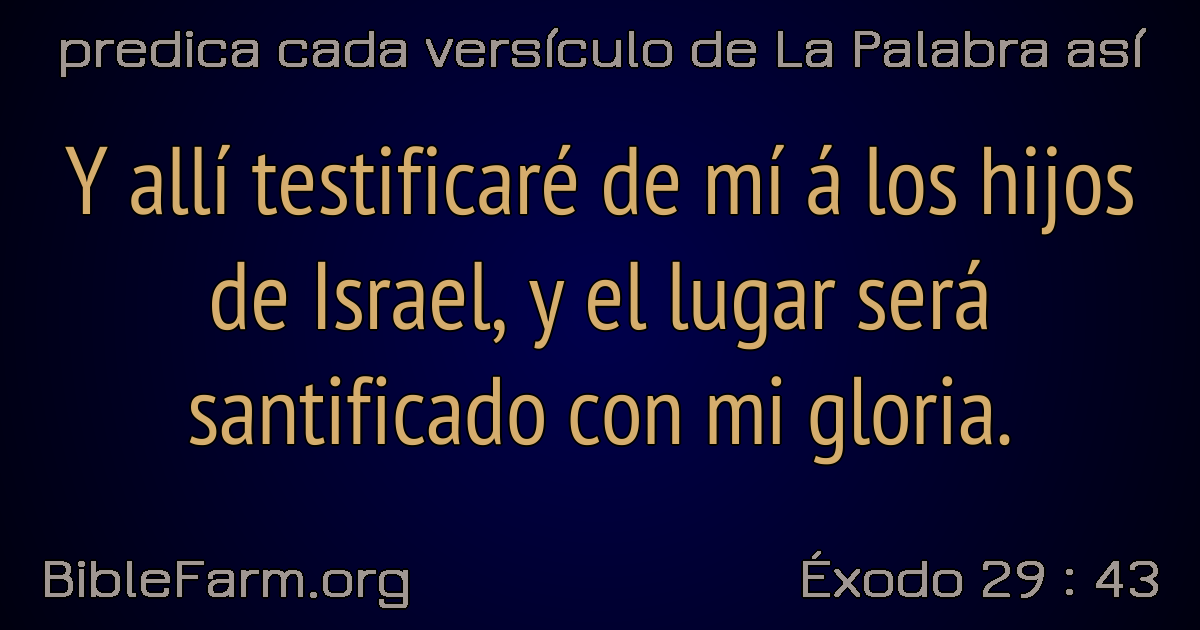 predica cada versículo de La Palabra así
Y allí testificaré de mí á los hijos
de Israel, y el lugar será
santificado con mi gloria.
BibleFarm.org
Éxodo 29 : 43